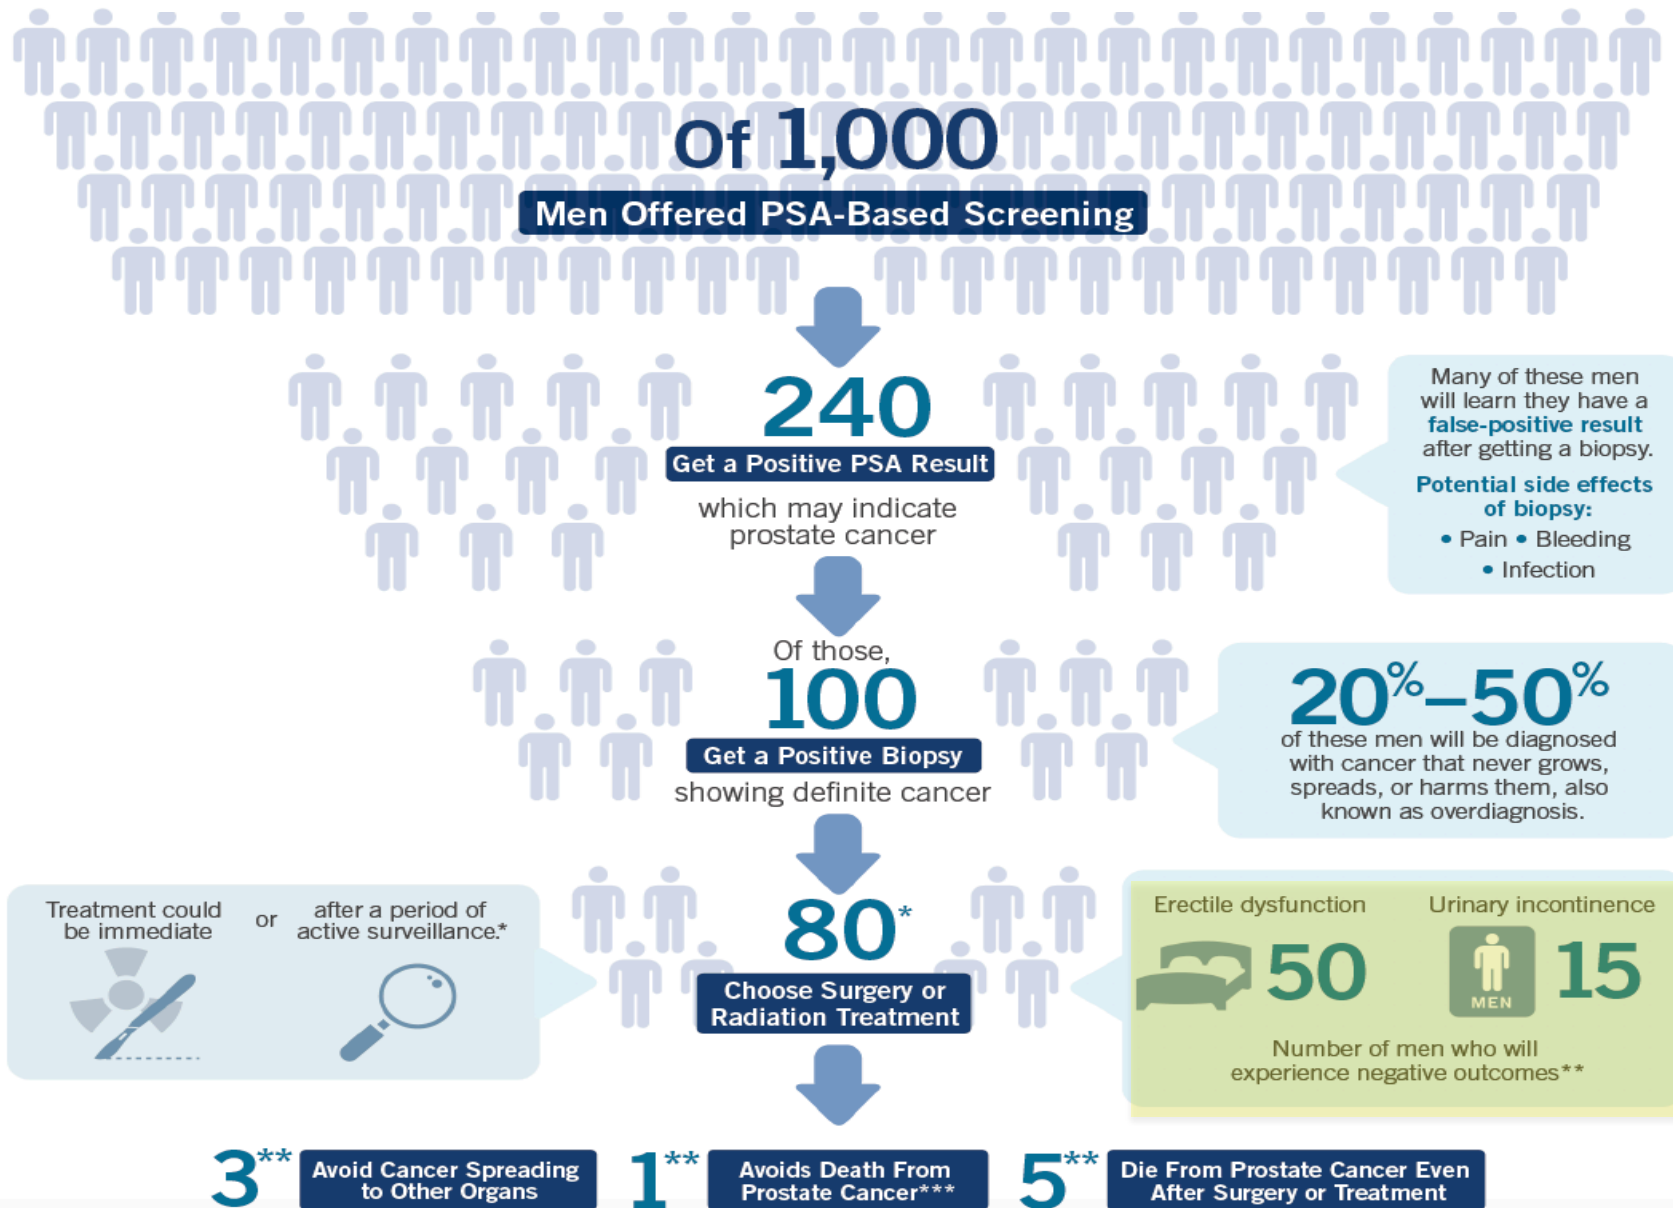 Of 1,000
Men Offered PSA-Based Screening
240
Get a Positive PSA Result
which may indicate
prostate cancer
Many of these men
will learn they have a
false-positive result
after getting a biopsy.
Potential side effects
of biopsy:
• Pain • Bleeding
• Infection
Of those,
100
Get a Positive Biopsy
showing definite cancer
20%–50%
of these men will be diagnosed
with cancer that never grows,
spreads, or harms them, also
known as overdiagnosis.
Treatment could
be immediate
or
after a period of
active surveillance.*
80*
Choose Surgery or
Radiation Treatment
Erectile dysfunction
50
Urinary incontinence
MEN
15
Number of men who will
experience negative outcomes**
3**
Avoid Cancer Spreading
to Other Organs
1**
Avoids Death From
Prostate Cancer***
5**
Die From Prostate Cancer Even
After Surgery or Treatment